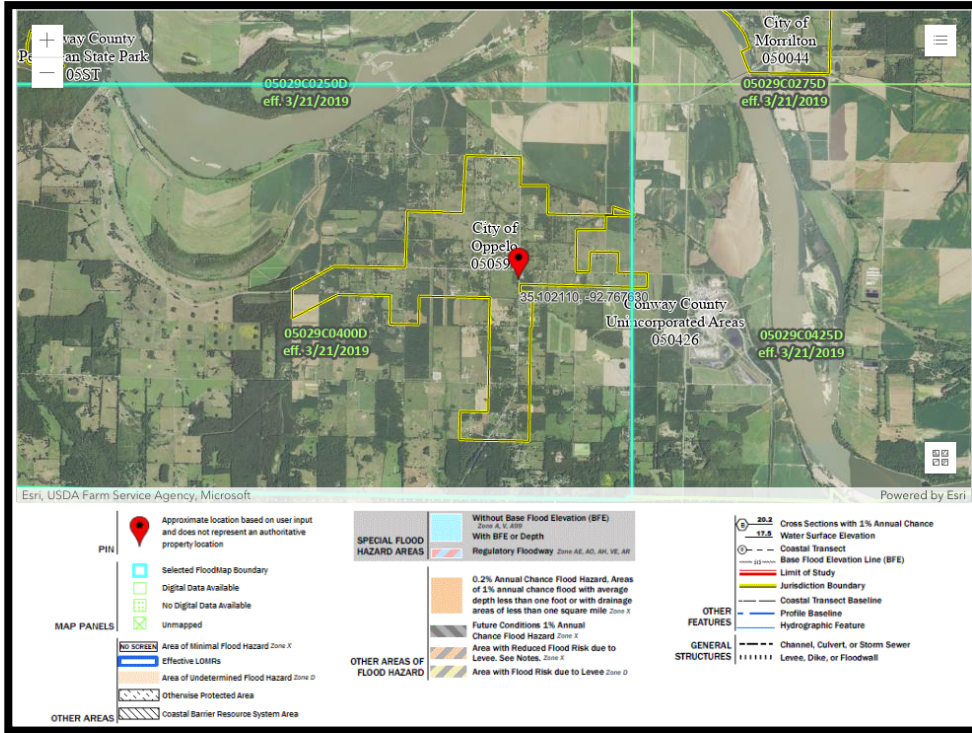 way County
Pe
an State Park
05ST
City of
Morrilton
050044
05029C0250D
eff. 3/21/2019
05029C0275D
eff. 3/21/2019
City of
Oppelo
05059
35.102110, -92.767630
Conway County
Unincorporated Areas
050426
05029C0400D
eff. 3/21/2019
05029C0425D
eff. 3/21/2019
Esri, USDA Farm Service Agency, Microsoft
Powered by Esri
PIN
Approximate location based on user input
and does not represent an authoritative
property location
MAP PANELS
Selected FloodMap Boundary
Digital Data Available
No Digital Data Available
Unmapped
OTHER AREAS
NO SCREEN Area of Minimal Flood Hazard Zone X
Effective LOMRs
Area of Undetermined Flood Hazard Zone D
Otherwise Protected Area
Coastal Barrier Resource System Area
SPECIAL FLOOD
HAZARD AREAS
Without Base Flood Elevation (BFE)
Zone A, V, A99
With BFE or Depth
Regulatory Floodway Zone AE, AO, AH, VE, AR
OTHER AREAS OF
FLOOD HAZARD
0.2% Annual Chance Flood Hazard, Areas
of 1% annual chance flood with average
depth less than one foot or with drainage
areas of less than one square mile Zone X
Future Conditions 1% Annual
Chance Flood Hazard Zone X
Area with Reduced Flood Risk due to
Levee. See Notes. Zone X
Area with Flood Risk due to Levee Zone D
OTHER
FEATURES
20.2 Cross Sections with 1% Annual Chance
17.5 Water Surface Elevation
Coastal Transect
Base Flood Elevation Line (BFE)
Limit of Study
Jurisdiction Boundary
Coastal Transect Baseline
Profile Baseline
Hydrographic Feature
GENERAL
STRUCTURES
Channel, Culvert, or Storm Sewer
Levee, Dike, or Floodwall